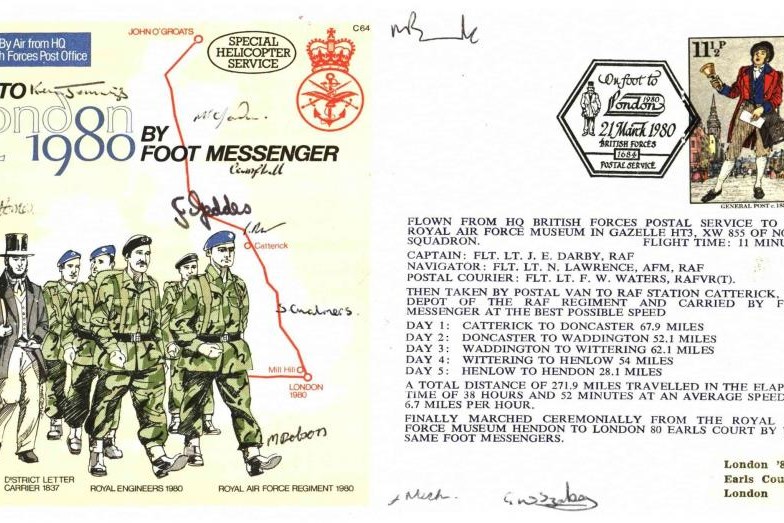 JOHN O'GROATS
C64
By Air from HQ
Forces Post Office
SPECIAL
HELICOPTER
SERVICE
TO
London
1980 BY
FOOT MESSENGER
J. Geddes
Catterick
S Chalmers
Mill Hill
LONDON
1980
M Robson
DISTRICT LETTER
CARRIER 1837
ROYAL ENGINEERS 1980
ROYAL AIR FORCE REGIMENT 1980
On foot to
London
1980
21 March 1980
BRITISH FORCES
1684
POSTAL SERVICE
11½P
GENERAL POST c.
FLOWN FROM HQ BRITISH FORCES POSTAL SERVICE TO
ROYAL AIR FORCE MUSEUM IN GAZELLE HT3, XW 855 OF
SQUADRON. FLIGHT TIME: 11
CAPTAIN: FLT. LT. J. E. DARBY, RAF
NAVIGATOR: FLT. LT. N. LAWRENCE, AFM, RAF
POSTAL COURIER: FLT. LT. F. W. WATERS, RAFVR(T).
THEN TAKEN BY POSTAL VAN TO RAF STATION CATTERICK,
DEPOT OF THE RAF REGIMENT AND CARRIED BY
MESSENGER AT THE BEST POSSIBLE SPEED
DAY 1: CATTERICK TO DONCASTER 67.9 MILES
DAY 2: DONCASTER TO WADDINGTON 52.1 MILES
DAY 3: WADDINGTON TO WITTERING 62.1 MILES
DAY 4: WITTERING TO HENLOW 54 MILES
DAY 5: HENLOW TO HENDON 28.1 MILES
A TOTAL DISTANCE OF 271.9 MILES TRAVELLED IN THE
TIME OF 38 HOURS AND 52 MINUTES AT AN AVERAGE SPEED
6.7 MILES PER HOUR.
FINALLY MARCHED CEREMONIALLY FROM THE ROYAL
FORCE MUSEUM HENDON TO LONDON 80 EARLS COURT BY
SAME FOOT MESSENGERS.
London '8
Earls
London